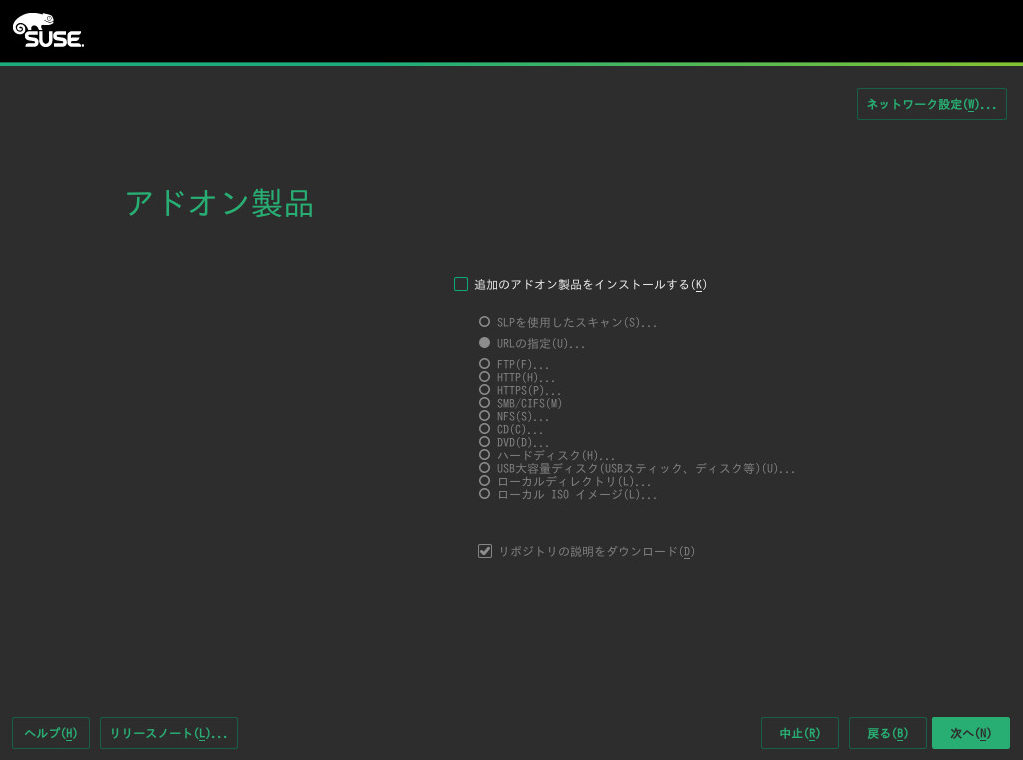 SUSE.
ネットワーク設定(W)...
アドオン製品
追加のアドオン製品をインストールする(K)
SLPを使用したスキャン(S)...
URLの指定(U)...
FTP(F)...
HTTP(H)...
HTTPS(P)...
SMB/CIFS(M)
NFS(S)...
CD(C)...
DVD(D)...
ハードディスク(H)...
USB大容量ディスク(USBスティック、ディスク等)(U)...
ローカルディレクトリ(L)...
ローカル ISO イメージ(L)...
リポジトリの説明をダウンロード(D)
ヘルプ(H) リリースノート(L)... 中止(R) 戻る(B) 次へ(N)